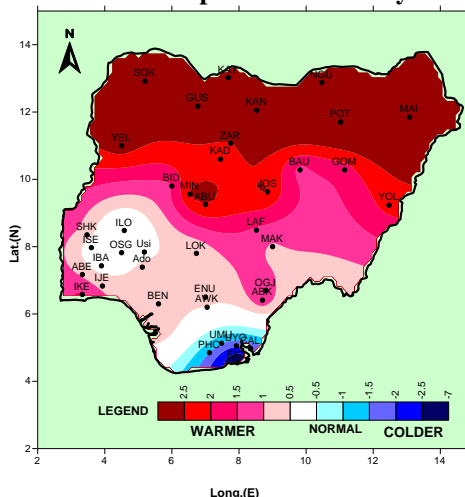 N
14
12
10
8
6
4
2
Lat.(N)
SOK
KAT
NGU
GUS
KAN
POT
MAI
YEL
ZAR
KAD
BAU
GOM
BID
MIN
ABU
JOS
YOL
SHK
ILO
ISE
OSG
Usi
IBA
Ado
LOK
LAF
MAK
ABE
IJE
IKE
BEN
ENU
AWK
OGJ
ABK
UMU
PHC
CAL
LEGEND
2.5
2
1.5
1
0.5
-0.5
-1
-1.5
-2
-2.5
-7
WARMER
NORMAL
COLDER
2 4 6 8 10 12 14
Long.(E)